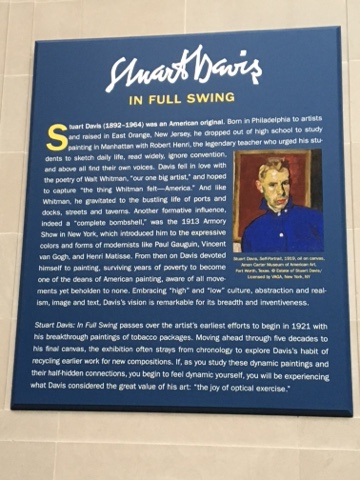 Stuart Davis
IN FULL SWING
Stuart Davis (1892–1964) was an American original. Born in Philadelphia to artists
and raised in East Orange, New Jersey, he dropped out of high school to study
painting in Manhattan with Robert Henri, the legendary teacher who urged his stu-
dents to sketch daily life, read widely, ignore convention,
and above all find their own voices. Davis fell in love with
the poetry of Walt Whitman, “our one big artist,” and hoped
to capture “the thing Whitman felt—America.” And like
Whitman, he gravitated to the bustling life of ports and
docks, streets and taverns. Another formative influence,
indeed a “complete bombshell,” was the 1913 Armory
Show in New York, which introduced him to the expressive
colors and forms of modernists like Paul Gauguin, Vincent
van Gogh, and Henri Matisse. From then on Davis devoted
himself to painting, surviving years of poverty to become
one of the deans of American painting, aware of all move-
ments yet beholden to none. Embracing “high” and “low” culture, abstraction and real-
ism, image and text, Davis’s vision is remarkable for its breadth and inventiveness.
Stuart Davis, Self-Portrait, 1919, oil on canvas,
Amon Carter Museum of American Art,
Fort Worth, Texas. © Estate of Stuart Davis/
Licensed by VAGA, New York, NY
Stuart Davis: In Full Swing passes over the artist’s earliest efforts to begin in 1921 with
his breakthrough paintings of tobacco packages. Moving ahead through five decades to
his final canvas, the exhibition often strays from chronology to explore Davis’s habit of
recycling earlier work for new compositions. If, as you study these dynamic paintings and
their half-hidden connections, you begin to feel dynamic yourself, you will be experiencing
what Davis considered the great value of his art: “the joy of optical exercise.”